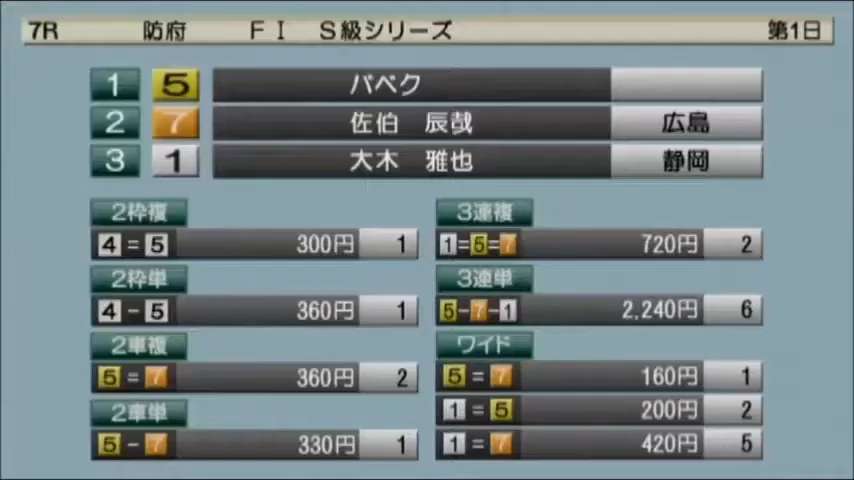 7R 防府 FⅠ S級シリーズ 第1日
1 5 バベク
2 7 佐伯 辰哉 広島
3 1 大木 雅也 静岡
2枠複
4=5 300円 1
2枠単
4-5 360円 1
2車複
5=7 360円 2
2車単
5-7 330円 1
3連複
1=5=7 720円 2
3連単
5-7-1 2,240円 6
ワイド
5=7 160円 1
1=5 200円 2
1=7 420円 5